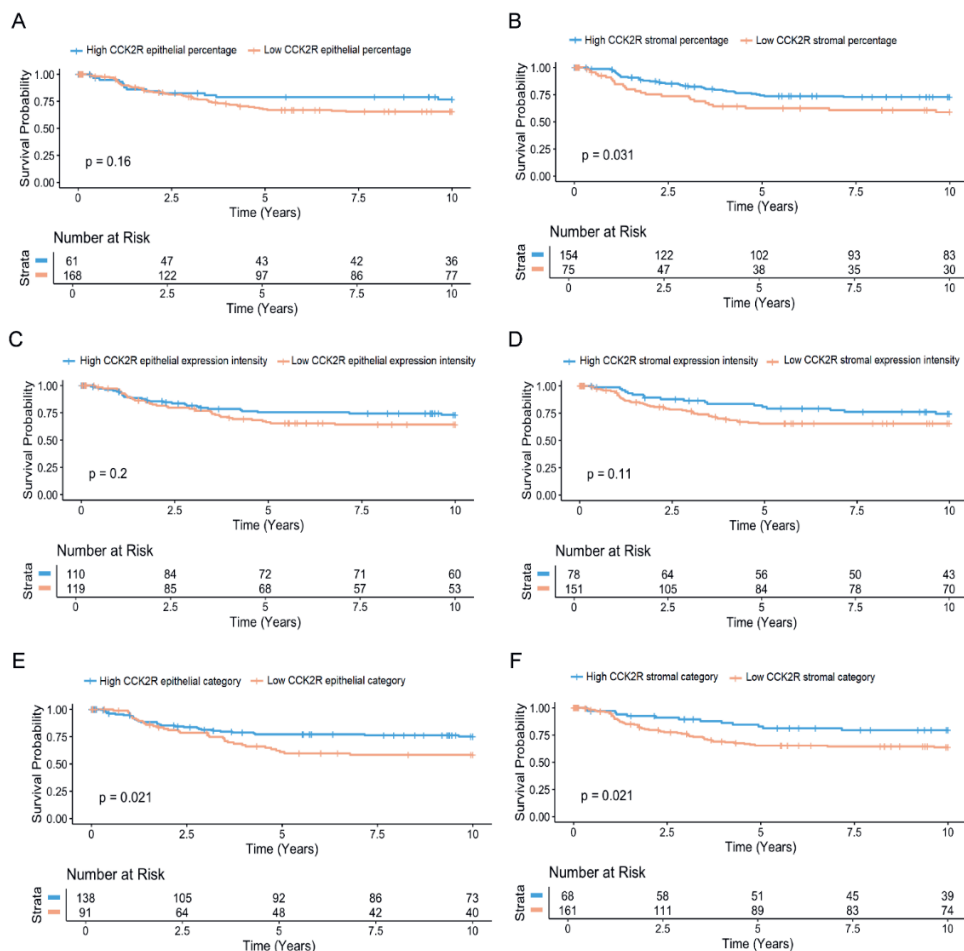 A
High CCK2R epithelial percentage Low CCK2R epithelial percentage
Survival Probability
1.00
0.75
0.50
0.25
0.00
p = 0.16
0 2.5 5 7.5 10
Time (Years)
Number at Risk
Strata
61 47 43 42 36
168 122 97 86 77
0 2.5 5 7.5 10
Time (Years)
B
High CCK2R stromal percentage Low CCK2R stromal percentage
Survival Probability
1.00
0.75
0.50
0.25
0.00
p = 0.031
0 2.5 5 7.5 10
Time (Years)
Number at Risk
Strata
154 122 102 93 83
75 47 38 35 30
0 2.5 5 7.5 10
Time (Years)
C
High CCK2R epithelial expression intensity Low CCK2R epithelial expression intensity
Survival Probability
1.00
0.75
0.50
0.25
0.00
p = 0.2
0 2.5 5 7.5 10
Time (Years)
Number at Risk
Strata
110 84 72 71 60
119 85 68 57 53
0 2.5 5 7.5 10
Time (Years)
D
High CCK2R stromal expression intensity Low CCK2R stromal expression intensity
Survival Probability
1.00
0.75
0.50
0.25
0.00
p = 0.11
0 2.5 5 7.5 10
Time (Years)
Number at Risk
Strata
78 64 56 50 43
151 105 84 78 70
0 2.5 5 7.5 10
Time (Years)
E
High CCK2R epithelial category Low CCK2R epithelial category
Survival Probability
1.00
0.75
0.50
0.25
0.00
p = 0.021
0 2.5 5 7.5 10
Time (Years)
Number at Risk
Strata
138 105 92 86 73
91 64 48 42 40
0 2.5 5 7.5 10
Time (Years)
F
High CCK2R stromal category Low CCK2R stromal category
Survival Probability
1.00
0.75
0.50
0.25
0.00
p = 0.021
0 2.5 5 7.5 10
Time (Years)
Number at Risk
Strata
68 58 51 45 39
161 111 89 83 74
0 2.5 5 7.5 10
Time (Years)